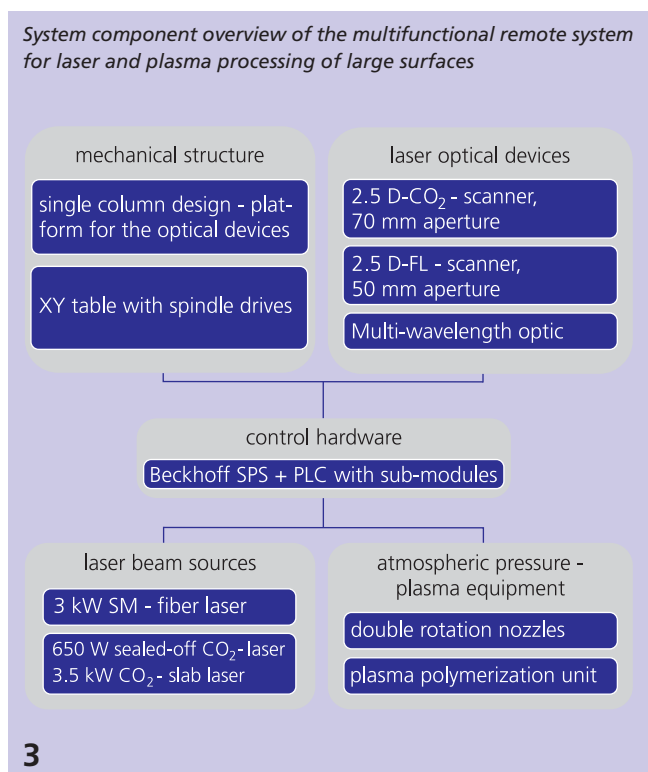 System component overview of the multifunctional remote system
for laser and plasma processing of large surfaces
mechanical structure
single column design - plat-
form for the optical devices
XY table with spindle drives
laser optical devices
2.5 D-CO₂ - scanner,
70 mm aperture
2.5 D-FL - scanner,
50 mm aperture
Multi-wavelength optic
control hardware
Beckhoff SPS + PLC with sub-modules
laser beam sources
3 kW SM - fiber laser
650 W sealed-off CO₂- laser
3.5 kW CO₂ - slab laser
atmospheric pressure -
plasma equipment
double rotation nozzles
plasma polymerization unit
3